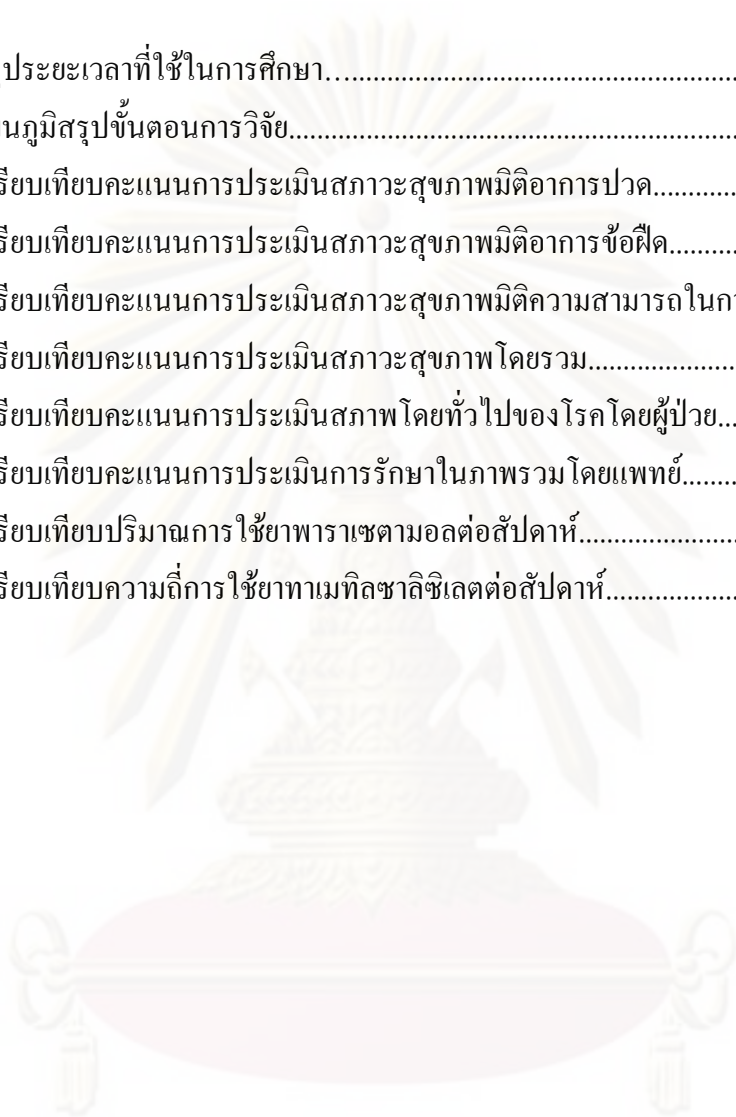 ประยะเวลาที่ใช้ในการศึกษา….........................................................
นภูมิสรุปขั้นตอนการวิจัย................................................................
รียบเทียบคะแนนการประเมินสภาวะสุขภาพมิติอาการปวด............
รียบเทียบคะแนนการประเมินสภาวะสุขภาพมิติอาการข้อฝืด..........
รียบเทียบคะแนนการประเมินสภาวะสุขภาพมิติความสามารถในกา
รียบเทียบคะแนนการประเมินสภาวะสุขภาพโดยรวม.....................
รียบเทียบคะแนนการประเมินสภาพโดยทั่วไปของโรคโดยผู้ป่วย...
รียบเทียบคะแนนการประเมินการรักษาในภาพรวมโดยแพทย์........
รียบเทียบปริมาณการใช้ยาพาราเซตามอลต่อสัปดาห์......................
รียบเทียบความถี่การใช้ยาทาเมทิลซาลิซิเลตต่อสัปดาห์..................